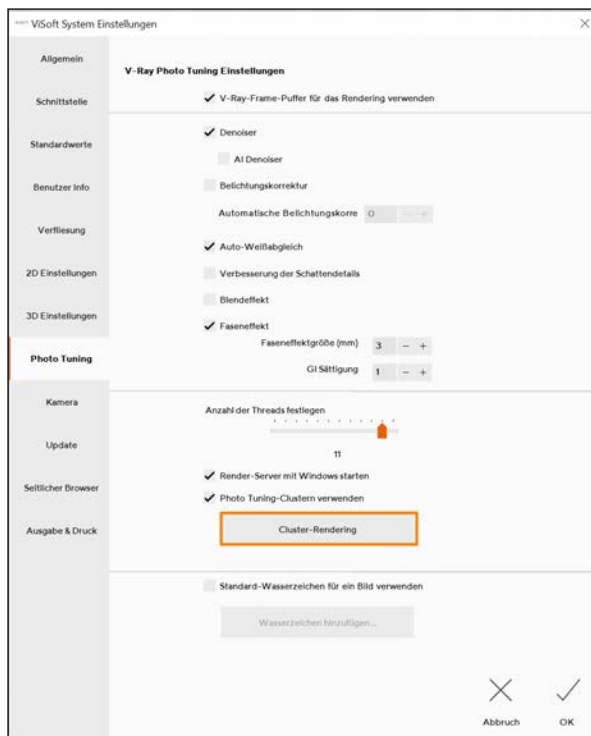 ViSoft System Einstellungen
Allgemein
Schnittstelle
Standardwerte
Benutzer Info
Verfliesung
2D Einstellungen
3D Einstellungen
Photo Tuning
Kamera
Update
Seitlicher Browser
Ausgabe & Druck
V-Ray Photo Tuning Einstellungen
V-Ray-Frame-Puffer für das Rendering verwenden
Denoiser
AI Denoiser
Belichtungskorrektur
Automatische Belichtungskorre 0 - +
Auto-Weißabgleich
Verbesserung der Schattendetails
Blendeffekt
Faseneffekt
Faseneffektgröße (mm) 3 - +
GI Sättigung 1 - +
Anzahl der Threads festlegen
11
Render-Server mit Windows starten
Photo Tuning-Clustern verwenden
Cluster-Rendering
Standard-Wasserzeichen für ein Bild verwenden
Wasserzeichen hinzufügen...
Abbruch
OK